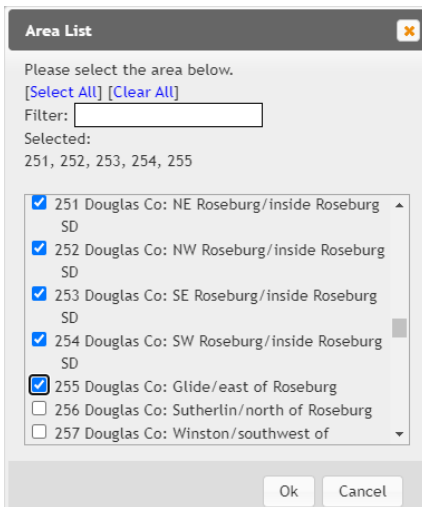 Area List
Please select the area below.
[Select All] [Clear All]
Filter:
Selected:
251, 252, 253, 254, 255
251 Douglas Co: NE Roseburg/inside Roseburg
SD
252 Douglas Co: NW Roseburg/inside Roseburg
SD
253 Douglas Co: SE Roseburg/inside Roseburg
SD
254 Douglas Co: SW Roseburg/inside Roseburg
SD
255 Douglas Co: Glide/east of Roseburg
256 Douglas Co: Sutherlin/north of Roseburg
257 Douglas Co: Winston/southwest of
Ok Cancel